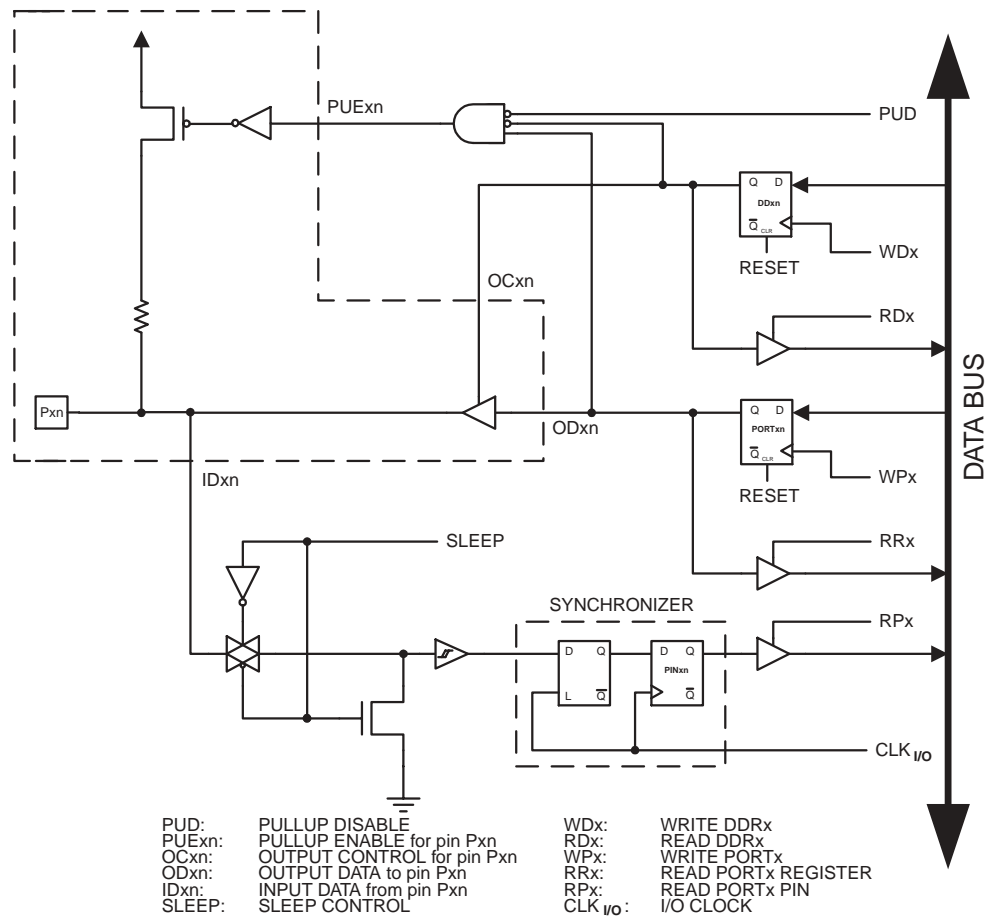 PUExn
PUD
Q D
DDxn
Q CLR
WDx
RESET
OCxn
RDx
Pxn
Q D
ODxn
PORTxn
Q CLR
DATA BUS
IDxn
WPx
RESET
SLEEP
RRx
SYNCHRONIZER
RPx
D Q
D Q
PINxn
L Q
Q
CLK I/O
PUD: PULLUP DISABLE
PUExn: PULLUP ENABLE for pin Pxn
OCxn: OUTPUT CONTROL for pin Pxn
ODxn: OUTPUT DATA to pin Pxn
IDxn: INPUT DATA from pin Pxn
SLEEP: SLEEP CONTROL
WDx: WRITE DDRx
RDx: READ DDRx
WPx: WRITE PORTx
RRx: READ PORTx REGISTER
RPx: READ PORTx PIN
CLK I/O: I/O CLOCK